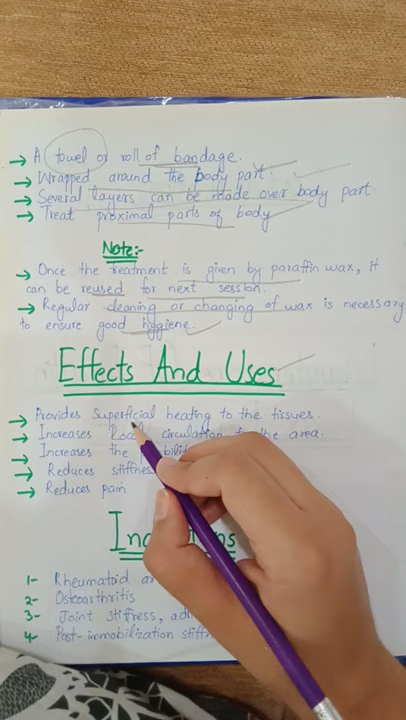 → A towel or roll of bandage.
→ Wrapped around the body part
→ Several layers can be made over body part.
→ Treat proximal parts of body
Note:-
→ Once the treatment is given by paraffin wax, it
can be reused for next session.
→ Regular cleaning or changing of wax is necessary
to ensure good hygiene.
Effects And Uses
→ Provides Superficial heating to the tissues.
→ Increases local circulation to the area.
→ Increases the
→ Reduces stiffness
→ Reduces pain
1- Rheumatoid
2- Osteoarthritis
3- Joint stiffness,
4- Post-immobilization